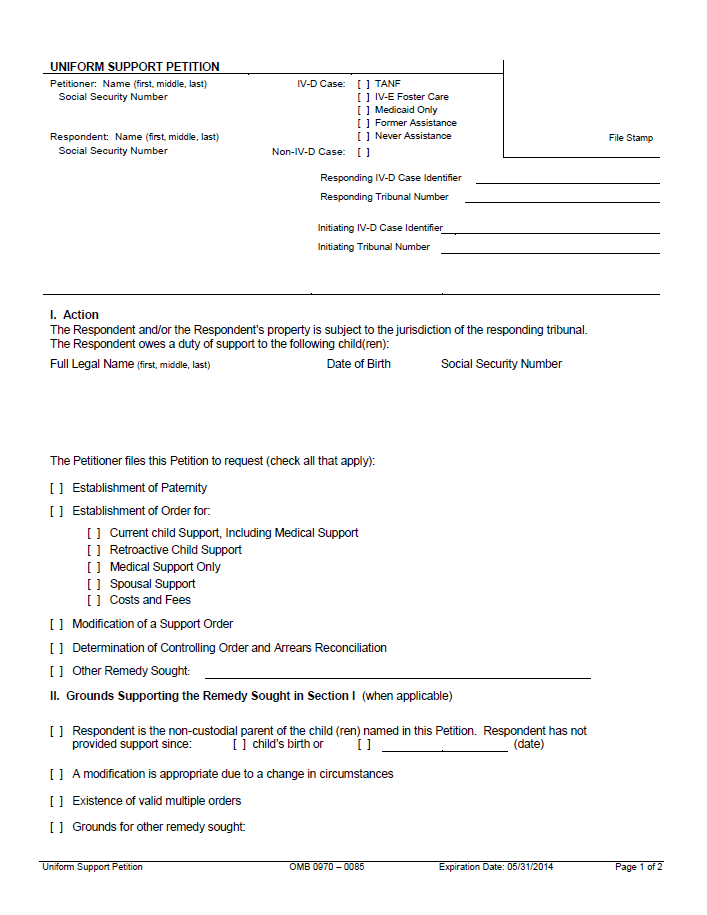 UNIFORM SUPPORT PETITION
Petitioner: Name (first, middle, last) IV-D Case: [ ] TANF
Social Security Number [ ] IV-E Foster Care
[ ] Medicaid Only
[ ] Former Assistance
Respondent: Name (first, middle, last) [ ] Never Assistance File Stamp
Social Security Number Non-IV-D Case: [ ]
Responding IV-D Case Identifier
Responding Tribunal Number
Initiating IV-D Case Identifier
Initiating Tribunal Number
I. Action
The Respondent and/or the Respondent's property is subject to the jurisdiction of the responding tribunal.
The Respondent owes a duty of support to the following child(ren):
Full Legal Name (first, middle, last) Date of Birth Social Security Number
The Petitioner files this Petition to request (check all that apply):
[ ] Establishment of Paternity
[ ] Establishment of Order for:
[ ] Current child Support, Including Medical Support
[ ] Retroactive Child Support
[ ] Medical Support Only
[ ] Spousal Support
[ ] Costs and Fees
[ ] Modification of a Support Order
[ ] Determination of Controlling Order and Arrears Reconciliation
[ ] Other Remedy Sought:
II. Grounds Supporting the Remedy Sought in Section I (when applicable)
[ ] Respondent is the non-custodial parent of the child (ren) named in this Petition. Respondent has not
provided support since: [ ] child's birth or [ ] (date)
[ ] A modification is appropriate due to a change in circumstances
[ ] Existence of valid multiple orders
[ ] Grounds for other remedy sought:
Uniform Support Petition OMB 0970 – 0085 Expiration Date: 05/31/2014 Page 1 of 2